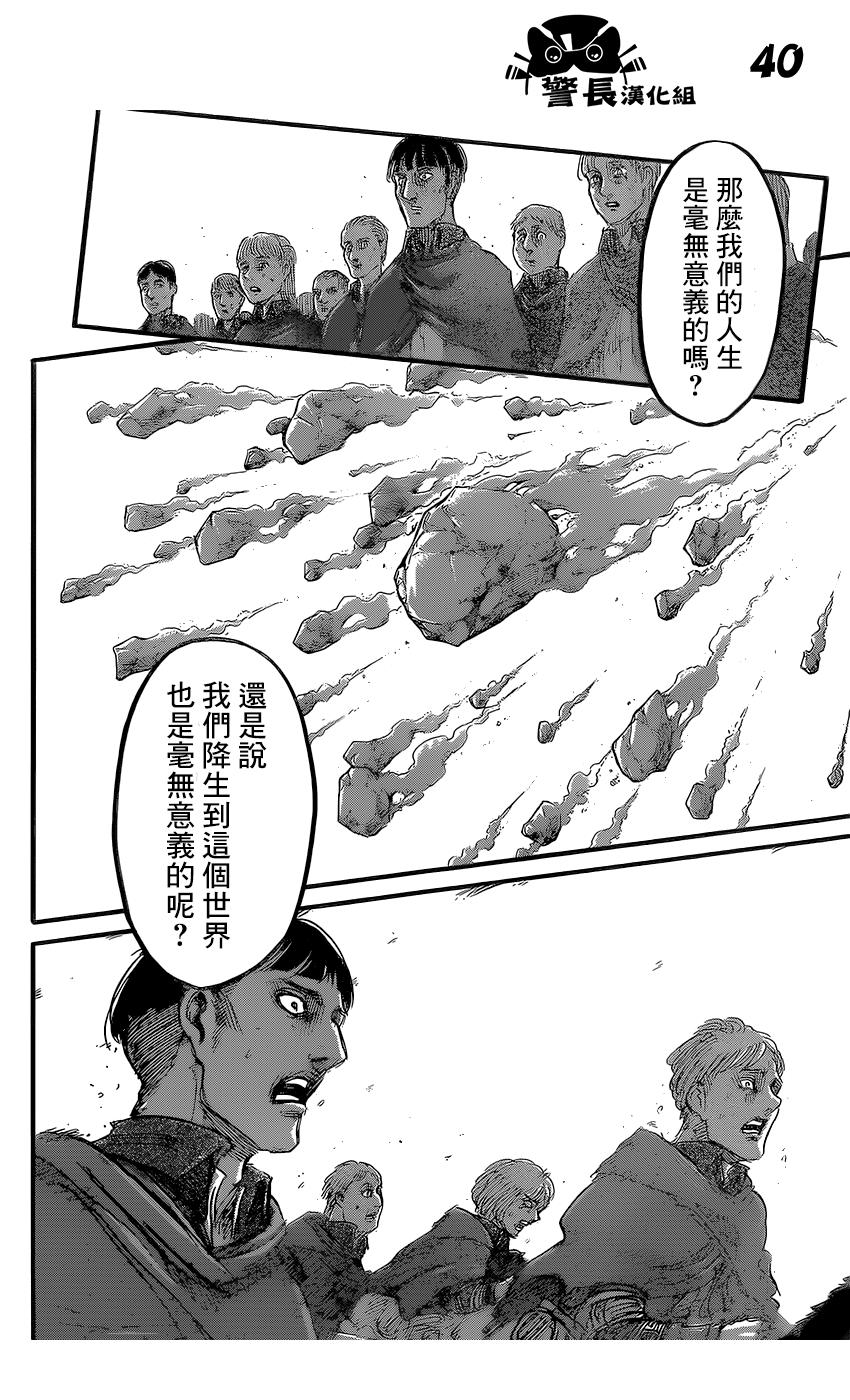 警長漢化組
40
那麼我們的人生
是毫無意義的嗎？
還是說
我們降生到這個世界
也是毫無意義的呢？